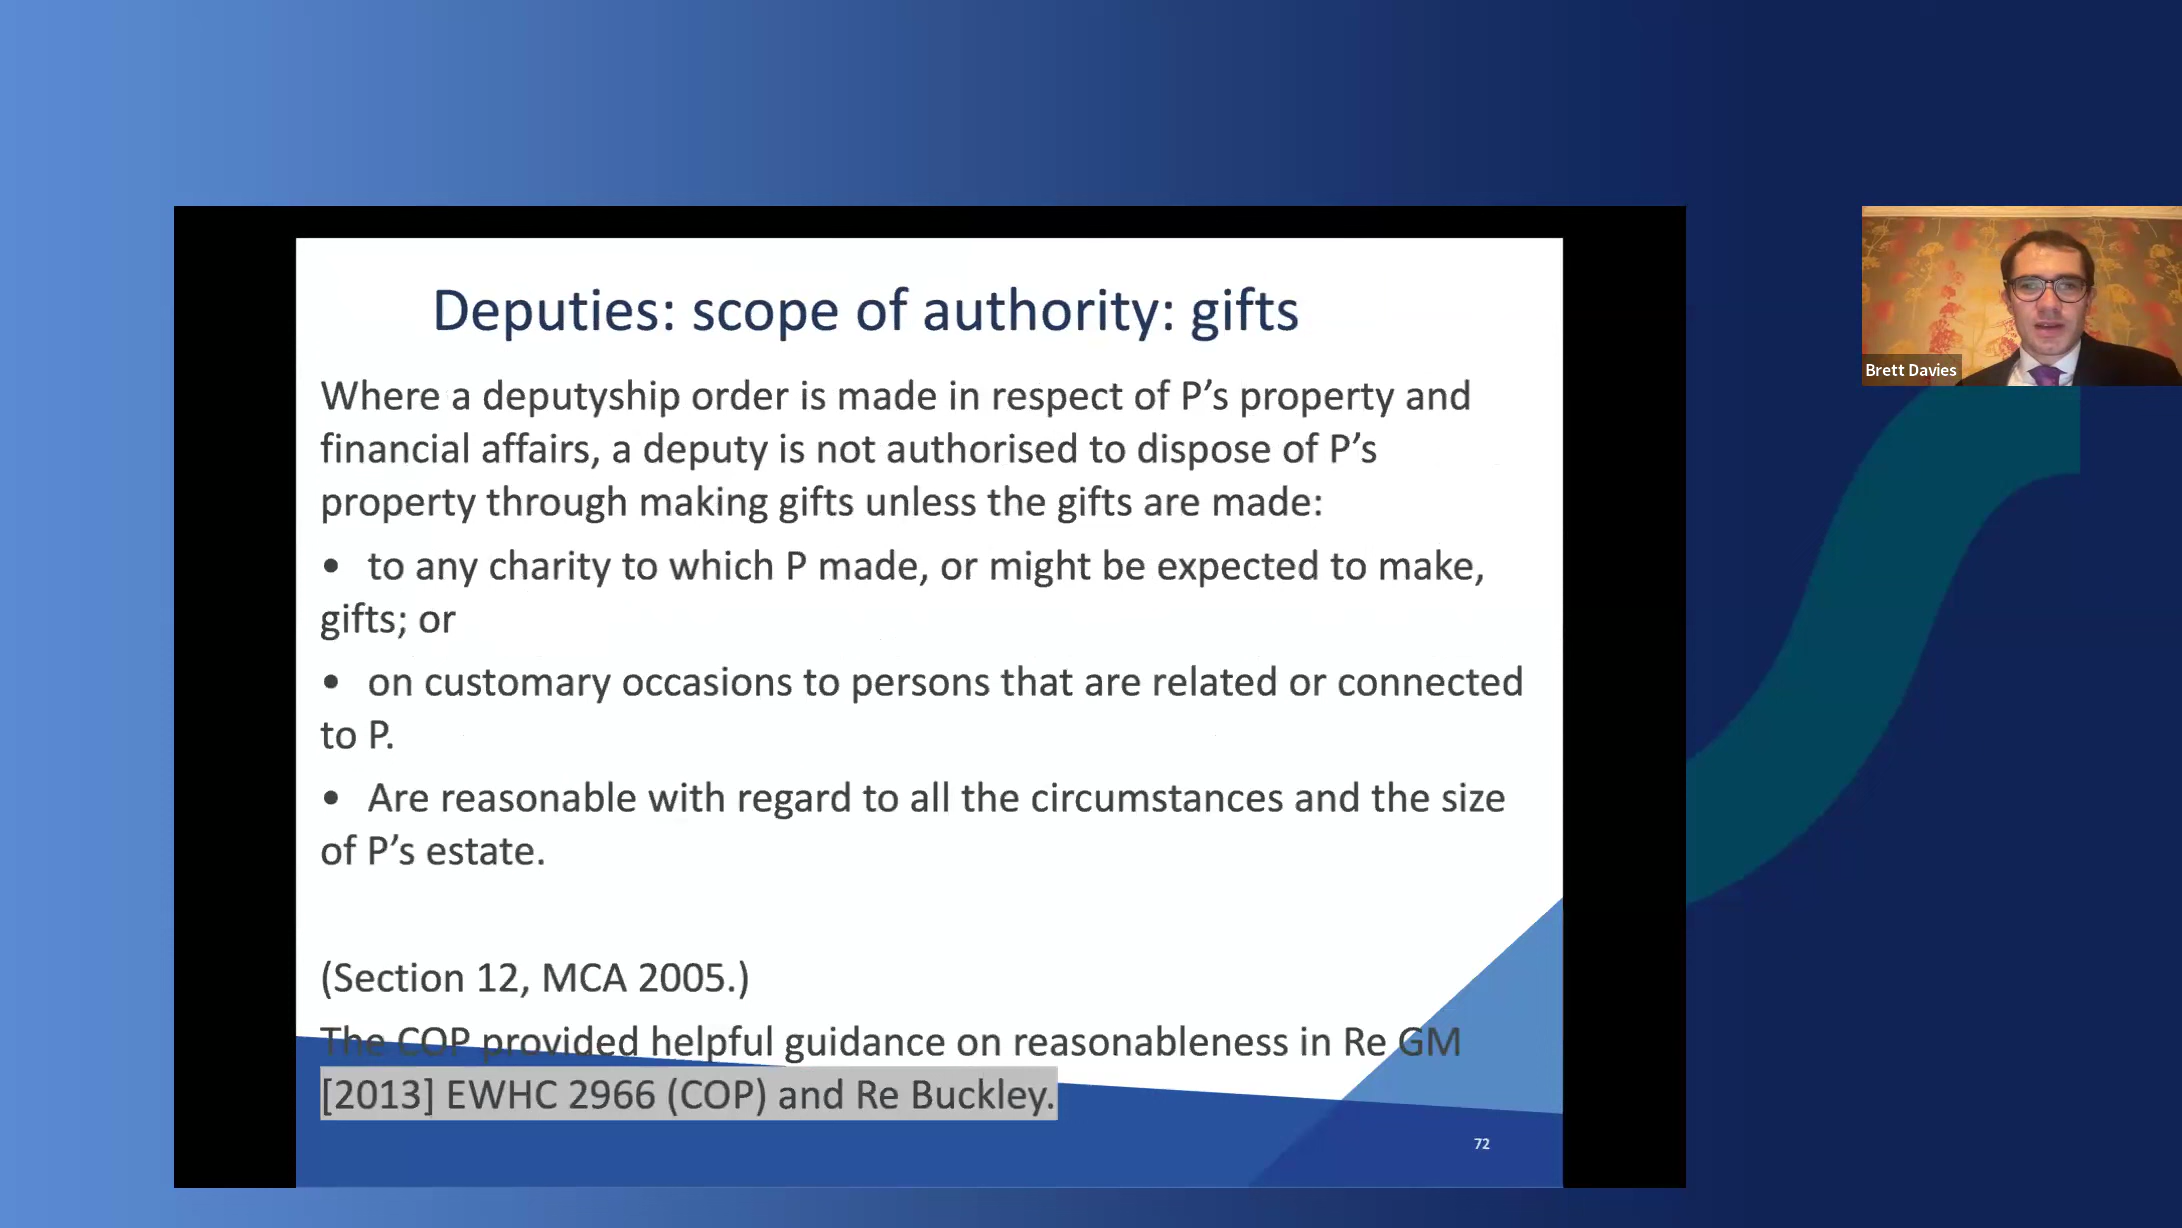 Deputies: scope of authority: gifts
Where a deputyship order is made in respect of P’s property and
financial affairs, a deputy is not authorised to dispose of P’s
property through making gifts unless the gifts are made:
• to any charity to which P made, or might be expected to make,
gifts; or
• on customary occasions to persons that are related or connected
to P.
• Are reasonable with regard to all the circumstances and the size
of P’s estate.
(Section 12, MCA 2005.)
The COP provided helpful guidance on reasonableness in Re GM
[2013] EWHC 2966 (COP) and Re Buckley.
72
Brett Davies